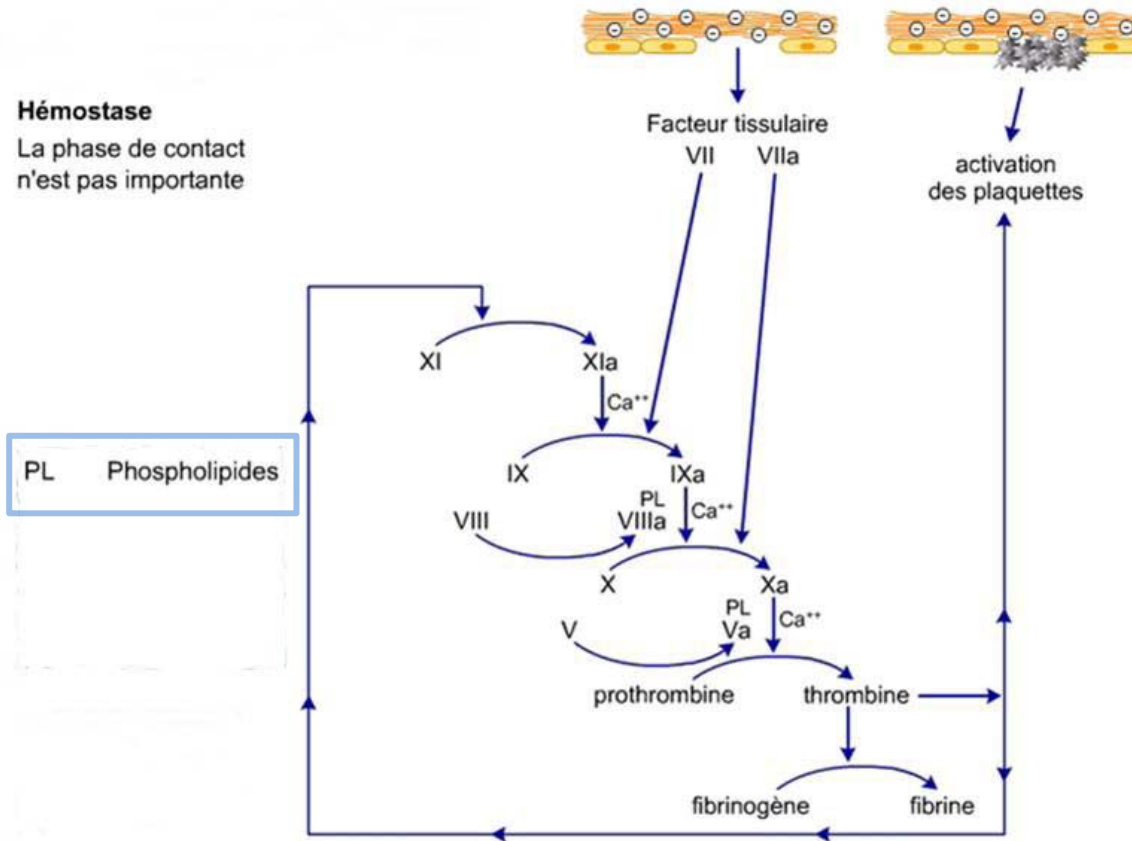 Hémostase
La phase de contact
n'est pas importante
Facteur tissulaire
VII VIIa
activation
des plaquettes
XI XIa
Ca⁺⁺
IX IXa
PL Phospholipides
PL
VIII VIIIa Ca⁺⁺
X Xa
PL
V Va Ca⁺⁺
prothrombine thrombine
fibrinogène fibrine